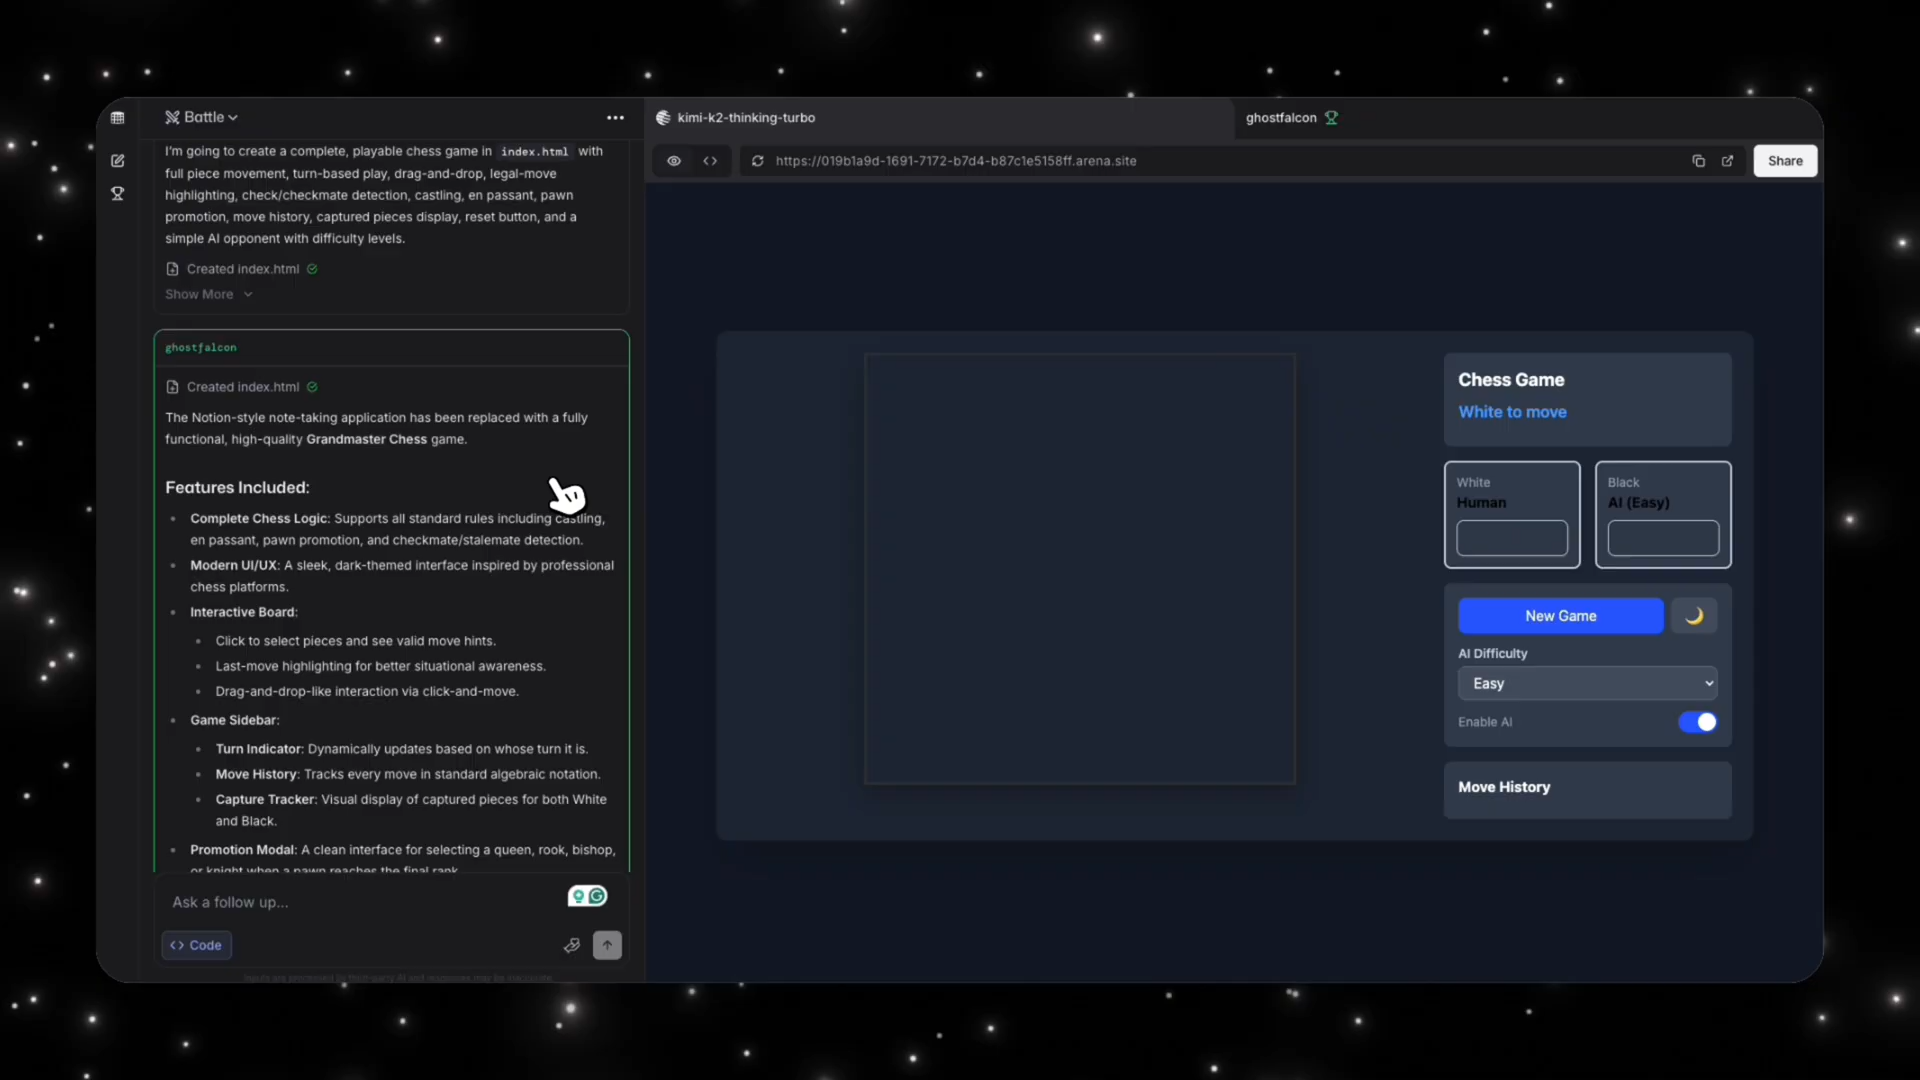 Battle
I'm going to create a complete, playable chess game in index.html with
full piece movement, turn-based play, drag-and-drop, legal-move
highlighting, check/checkmate detection, castling, en passant, pawn
promotion, move history, captured pieces display, reset button, and a
simple AI opponent with difficulty levels.
Created index.html
Show More
ghostfalcon
Created index.html
The Notion-style note-taking application has been replaced with a fully
functional, high-quality Grandmaster Chess game.
Features Included:
Complete Chess Logic: Supports all standard rules including castling,
en passant, pawn promotion, and checkmate/stalemate detection.
Modern UI/UX: A sleek, dark-themed interface inspired by professional
chess platforms.
Interactive Board:
Click to select pieces and see valid move hints.
Last-move highlighting for better situational awareness.
Drag-and-drop-like interaction via click-and-move.
Game Sidebar:
Turn Indicator: Dynamically updates based on whose turn it is.
Move History: Tracks every move in standard algebraic notation.
Capture Tracker: Visual display of captured pieces for both White
and Black.
Promotion Modal: A clean interface for selecting a queen, rook, bishop,
or knight when a pawn reaches the final rank
Ask a follow up...
<> Code
kimi-k2-thinking-turbo
ghostfalcon
https://019b1a9d-1691-7172-b7d4-b87c1e5158ff.arena.site
Share
Chess Game
White to move
White
Human
Black
AI (Easy)
New Game
AI Difficulty
Easy
Enable AI
Move History